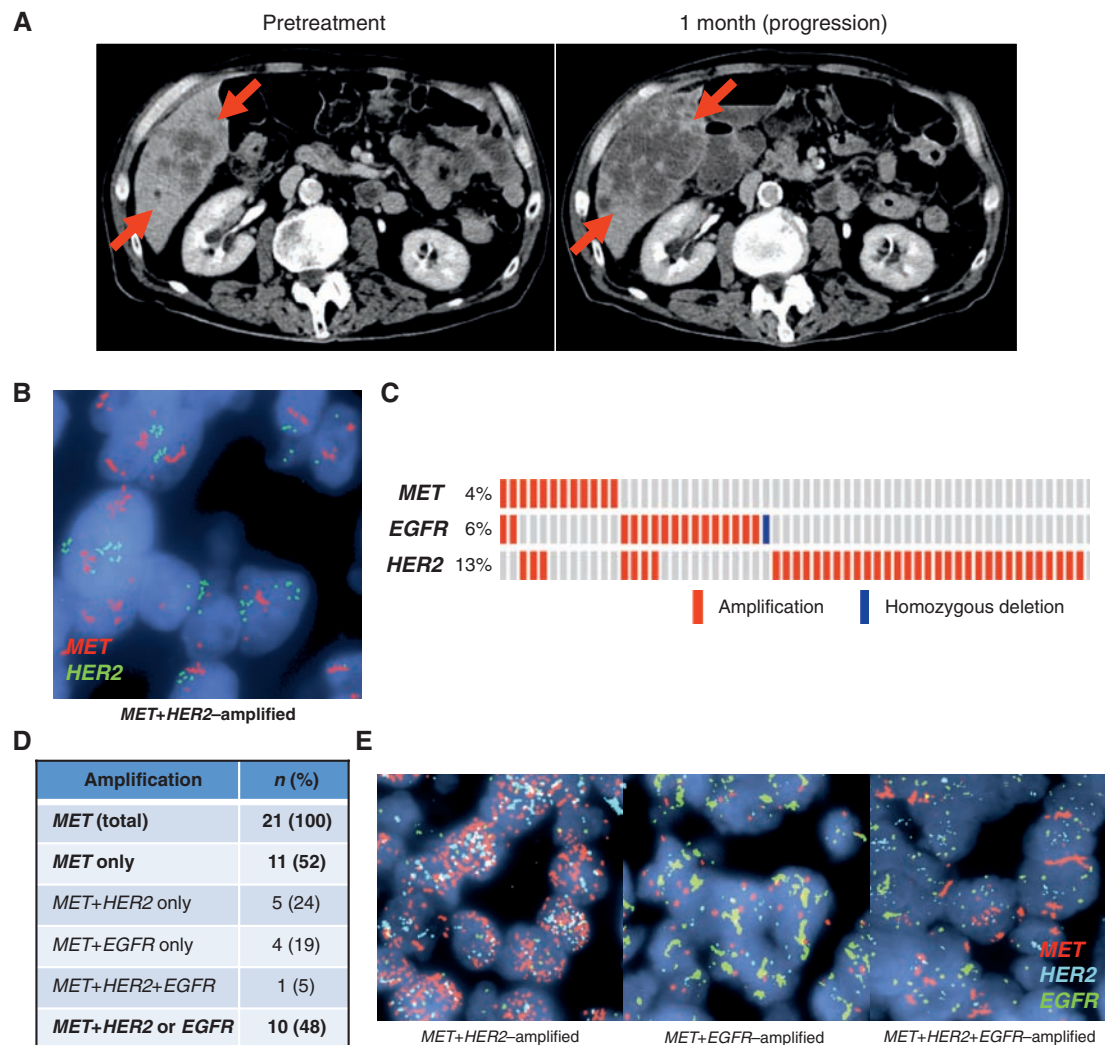 A
Pretreatment
1 month (progression)
B
MET
HER2
MET+HER2–amplified
C
MET 4%
EGFR 6%
HER2 13%
Amplification
Homozygous deletion
D
Amplification n (%)
MET (total) 21 (100)
MET only 11 (52)
MET+HER2 only 5 (24)
MET+EGFR only 4 (19)
MET+HER2+EGFR 1 (5)
MET+HER2 or EGFR 10 (48)
E
MET
HER2
EGFR
MET+HER2–amplified
MET+EGFR–amplified
MET+HER2+EGFR–amplified